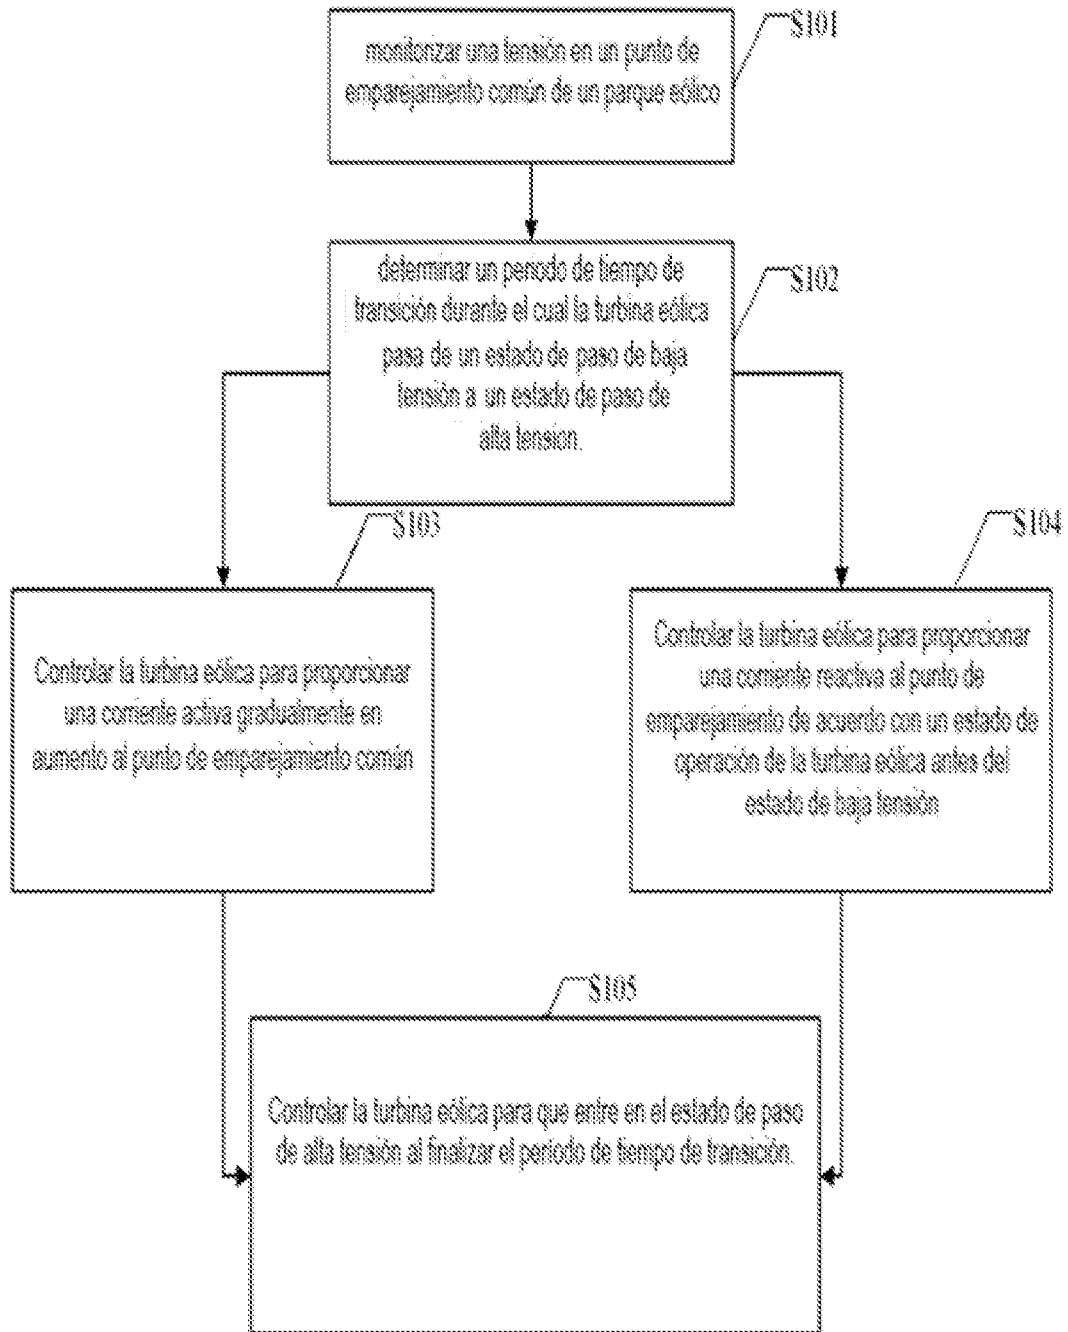 S101
monitorizar una tensión en un punto de
emparejamiento común de un parque eólico
S102
determinar un periodo de tiempo de
transición durante el cual la turbina eólica
pasa de un estado de paso de baja
tensión a un estado de paso de
alta tension.
S103
Controlar la turbina eólica para proporcionar
una corriente activa gradualmente en
aumento al punto de emparejamiento común
S104
Controlar la turbina eólica para proporcionar
una corriente reactiva al punto de
emparejamiento de acuerdo con un estado de
operación de la turbina eólica antes del
estado de baja tensión
S105
Controlar la turbina eólica para que entre en el estado de paso
de alta tensión al finalizar el período de tiempo de transición.